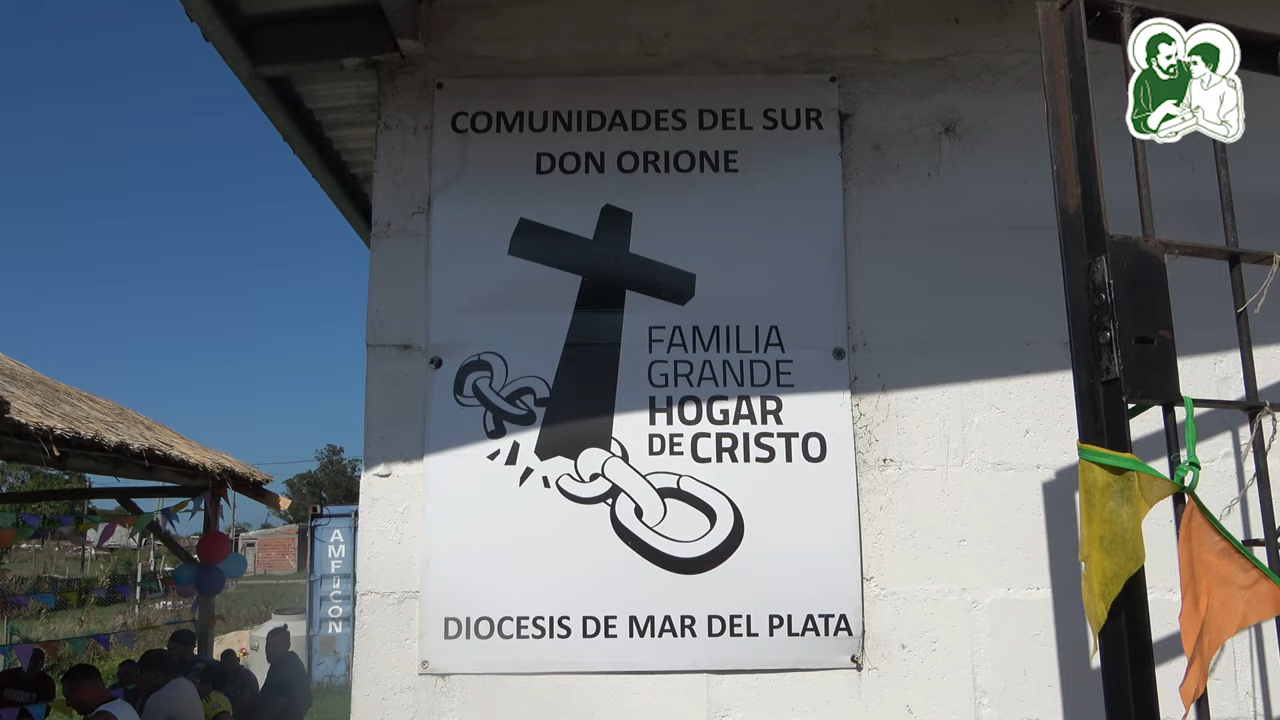 COMUNIDADES DEL SUR
DON ORIONE
FAMILIA
GRANDE
HOGAR
DE CRISTO
DIOCESIS DE MAR DEL PLATA
AMFICON